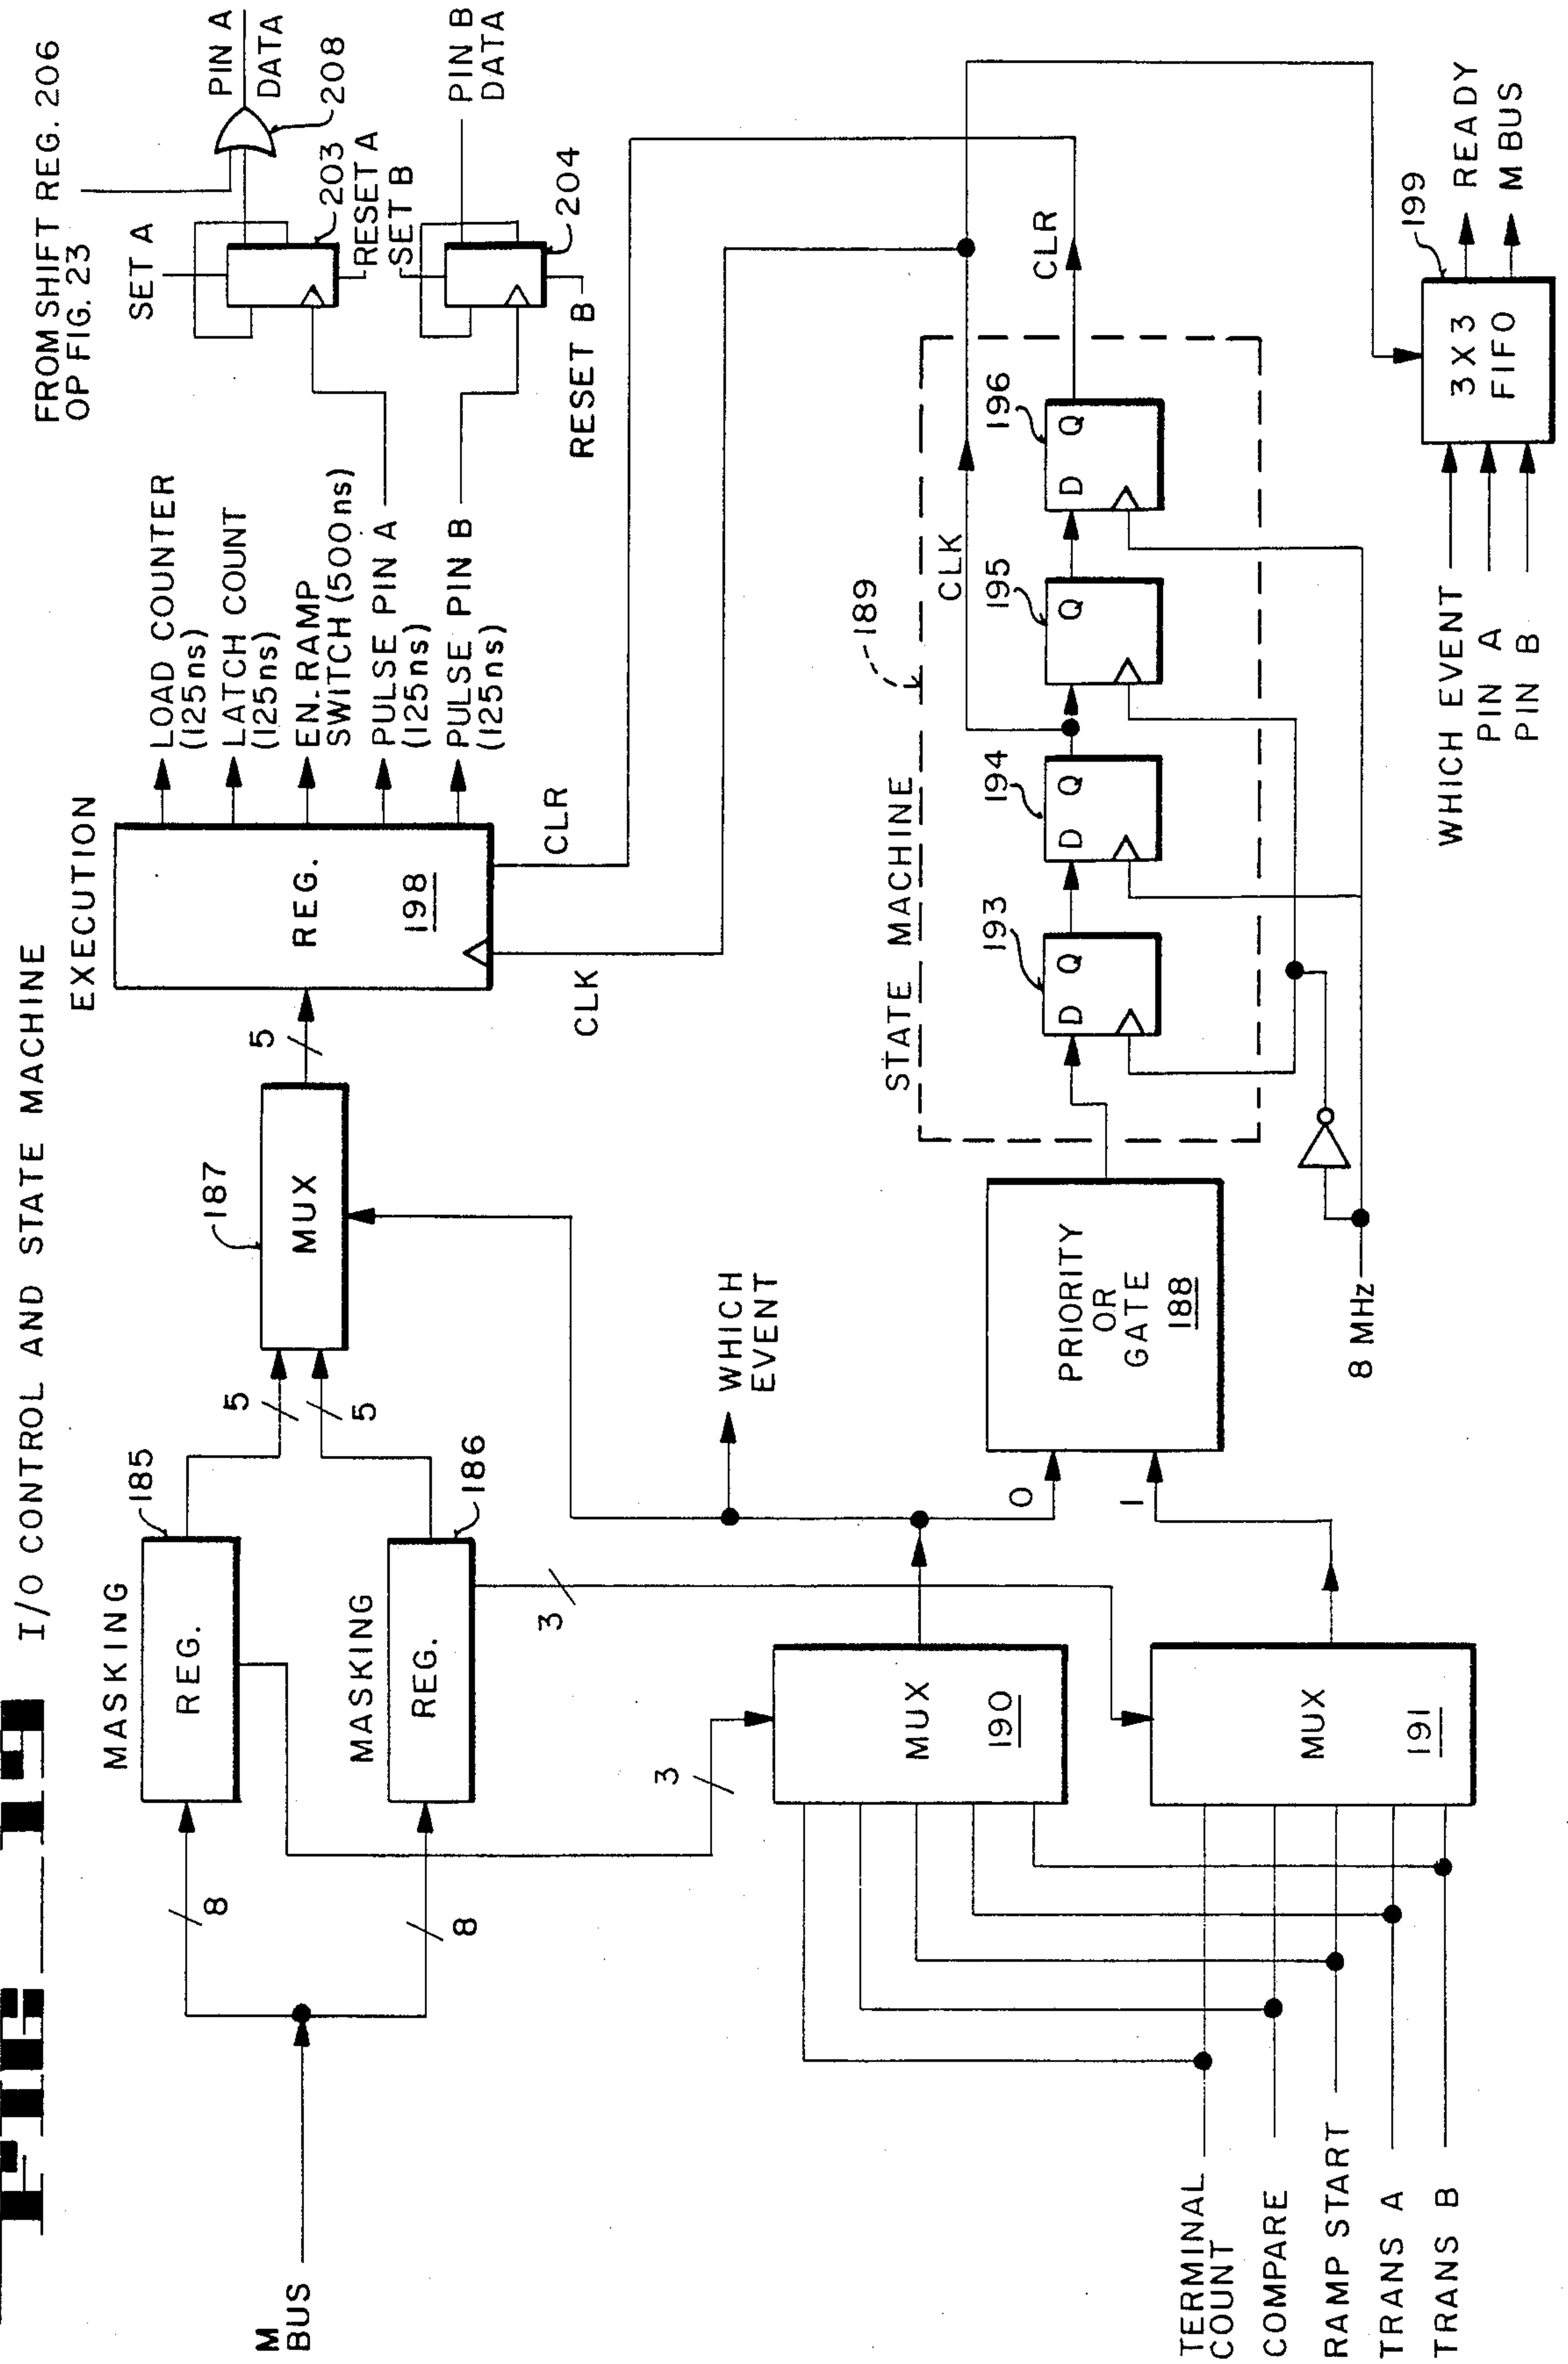 FIG_19
I/O CONTROL AND STATE MACHINE
M
BUS
8
8
MASKING
REG.
185
MASKING
REG.
186
5
5
3
3
187
MUX
5
EXECUTION
REG.
198
CLK
CLR
LOAD COUNTER
(125ns)
LATCH COUNT
(125ns)
EN.RAMP
SWITCH (500ns)
PULSE PIN A
(125ns)
PULSE PIN B
(125ns)
FROM SHIFT REG. 206
OP FIG. 23
SET A
203
RESET A
SET B
204
RESET B
208
PIN A
DATA
PIN B
DATA
WHICH
EVENT
TERMINAL
COUNT
COMPARE
RAMP START
TRANS A
TRANS B
MUX
190
MUX
191
0
1
PRIORITY
OR
GATE
188
8 MHz
STATE MACHINE
189
193
D Q
194
D Q
195
D Q
196
D Q
CLK
CLR
WHICH EVENT
PIN A
PIN B
3X3
FIFO
199
READY
M BUS